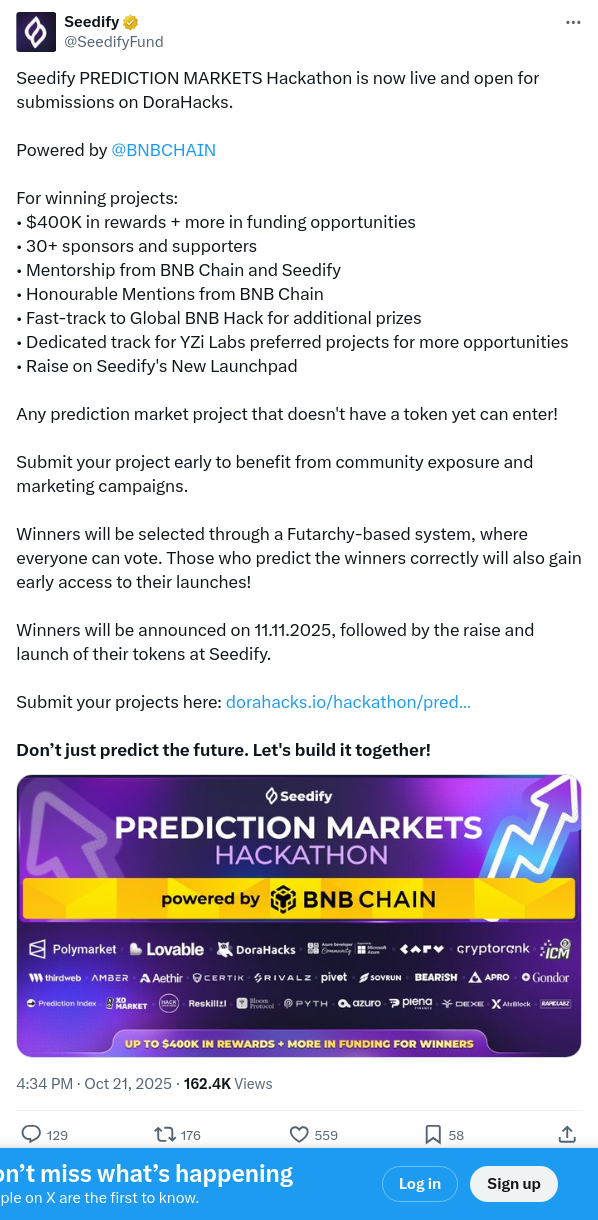 Seedify
@SeedifyFund
Seedify PREDICTION MARKETS Hackathon is now live and open for
submissions on DoraHacks.
Powered by @BNBCHAIN
For winning projects:
• $400K in rewards + more in funding opportunities
• 30+ sponsors and supporters
• Mentorship from BNB Chain and Seedify
• Honourable Mentions from BNB Chain
• Fast-track to Global BNB Hack for additional prizes
• Dedicated track for YZi Labs preferred projects for more opportunities
• Raise on Seedify's New Launchpad
Any prediction market project that doesn't have a token yet can enter!
Submit your project early to benefit from community exposure and
marketing campaigns.
Winners will be selected through a Futarchy-based system, where
everyone can vote. Those who predict the winners correctly will also gain
early access to their launches!
Winners will be announced on 11.11.2025, followed by the raise and
launch of their tokens at Seedify.
Submit your projects here: dorahacks.io/hackathon/pred...
Don't just predict the future. Let's build it together!
Seedify
PREDICTION MARKETS
HACKATHON
powered by BNB CHAIN
Polymarket Lovable DoraHacks Azure Developer Community Microsoft CARV cryptorank ICM
thirdweb AMBER Aethir CERTIK RIVALZ pivot SOVRUN BEARISH APRO Gondor
Prediction Index XO MARKET HACK Reskilll Bloom Protocol PYTH azuro plena FINANCE DEXE AlxBlock RAPIDLABZ
UP TO $400K IN REWARDS + MORE IN FUNDING FOR WINNERS
4:34 PM · Oct 21, 2025 · 162.4K Views
129 176 559 58
on't miss what's happening
ple on X are the first to know.
Log in
Sign up